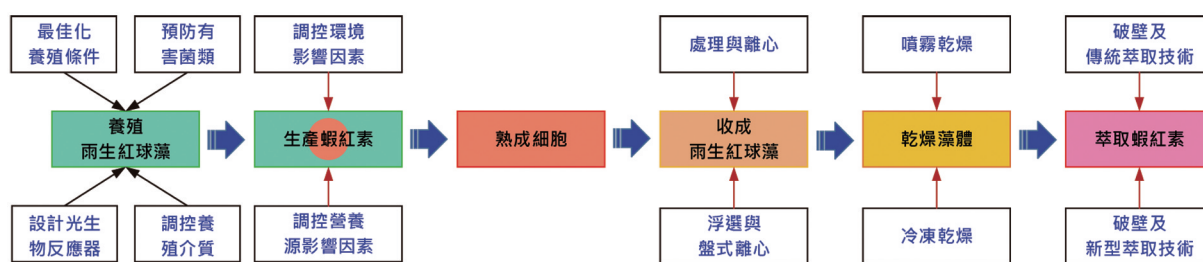 最佳化
養殖條件
預防有
害菌類
調控環境
影響因素
處理與離心
噴霧乾燥
破壁及
傳統萃取技術
養殖
雨生紅球藻
生產蝦紅素
熟成細胞
收成
雨生紅球藻
乾燥藻體
萃取蝦紅素
設計光生
物反應器
調控養
殖介質
調控營養
源影響因素
浮選與
盤式離心
冷凍乾燥
破壁及
新型萃取技術